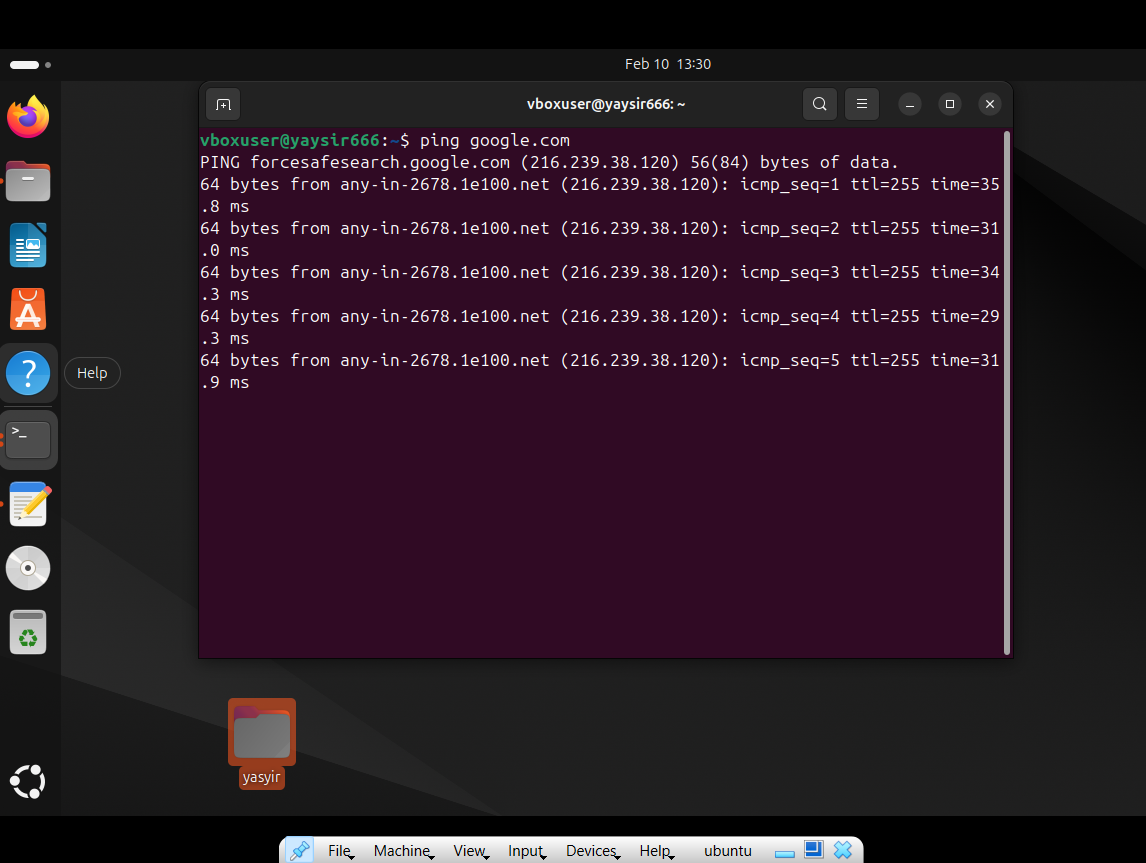 Feb 10 13:30
vboxuser@yaysir666: ~
vboxuser@yaysir666:~$ ping google.com
PING forcesafesearch.google.com (216.239.38.120) 56(84) bytes of data.
64 bytes from any-in-2678.1e100.net (216.239.38.120): icmp_seq=1 ttl=255 time=35
.8 ms
64 bytes from any-in-2678.1e100.net (216.239.38.120): icmp_seq=2 ttl=255 time=31
.0 ms
64 bytes from any-in-2678.1e100.net (216.239.38.120): icmp_seq=3 ttl=255 time=34
.3 ms
64 bytes from any-in-2678.1e100.net (216.239.38.120): icmp_seq=4 ttl=255 time=29
.3 ms
64 bytes from any-in-2678.1e100.net (216.239.38.120): icmp_seq=5 ttl=255 time=31
.9 ms
Help
yasyir
File Machine View Input Devices Help ubuntu